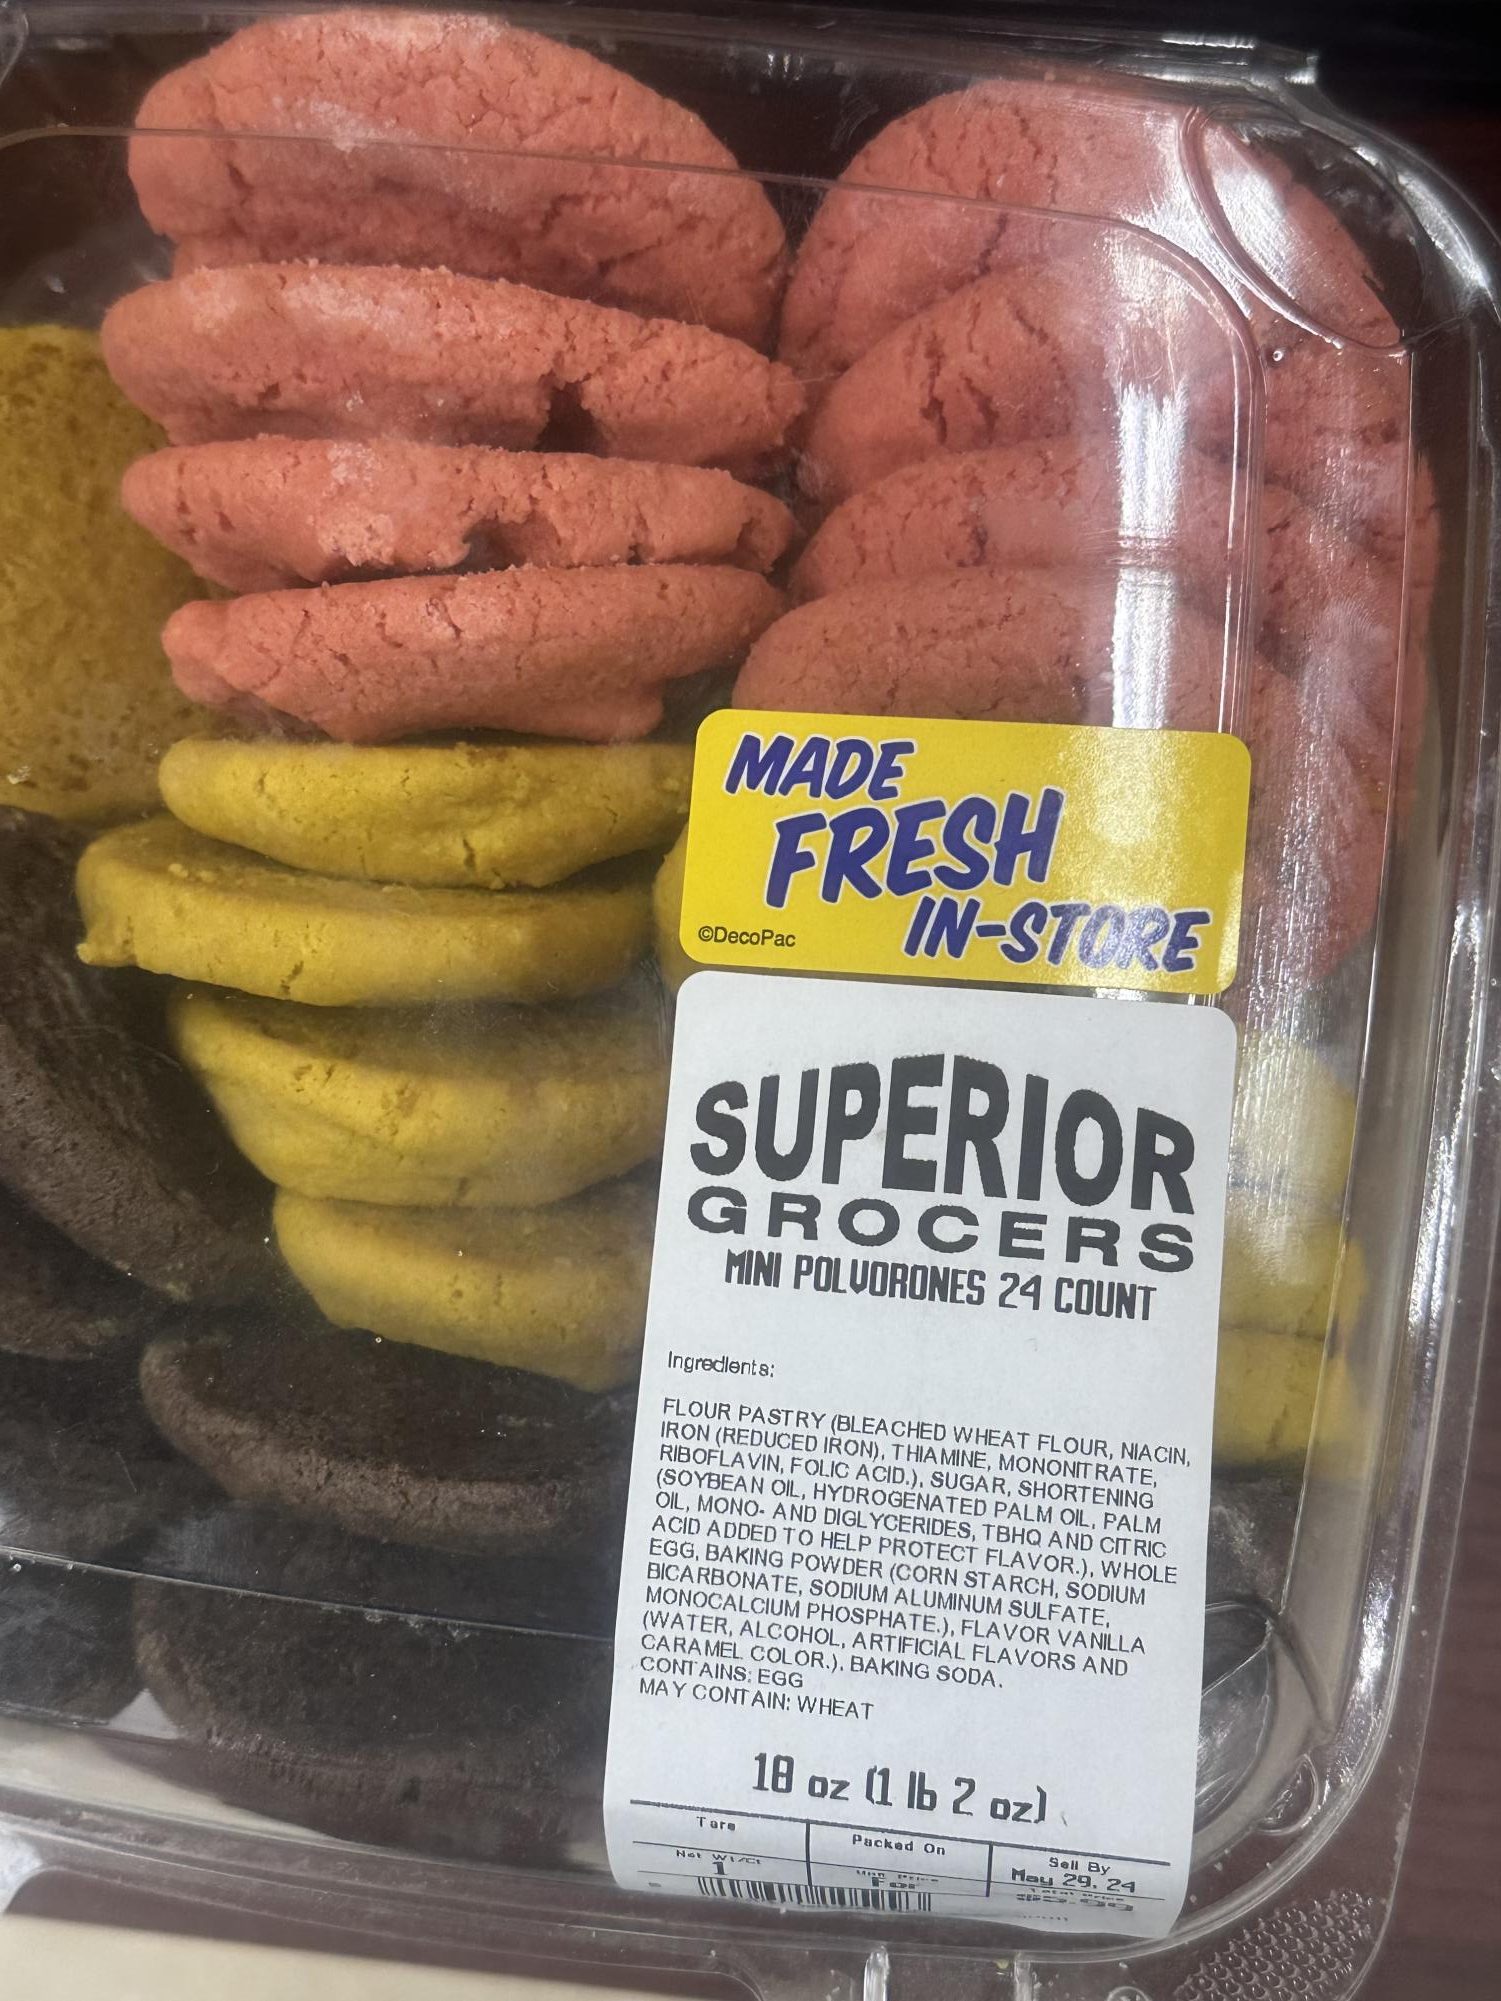 MADE
FRESH
IN-STORE
©DecoPac
SUPERIOR
GROCERS
MINI POLVORONES 24 COUNT
Ingredients:
FLOUR PASTRY (BLEACHED WHEAT FLOUR, NIACIN,
IRON (REDUCED IRON), THIAMINE, MONONITRATE,
RIBOFLAVIN, FOLIC ACID.), SUGAR, SHORTENING
(SOYBEAN OIL, HYDROGENATED PALM OIL, PALM
OIL, MONO- AND DIGLYCERIDES, TBHQ AND CITRIC
ACID ADDED TO HELP PROTECT FLAVOR.), WHOLE
EGG, BAKING POWDER (CORN STARCH, SODIUM
BICARBONATE, SODIUM ALUMINUM SULFATE,
MONOCALCIUM PHOSPHATE.), FLAVOR VANILLA
(WATER, ALCOHOL, ARTIFICIAL FLAVORS AND
CARAMEL COLOR.), BAKING SODA.
CONTAINS: EGG
MAY CONTAIN: WHEAT
18 oz (1 lb 2 oz)
Tare Packed On Sell By
May 29, 24
Net Wt/Ct
1 For